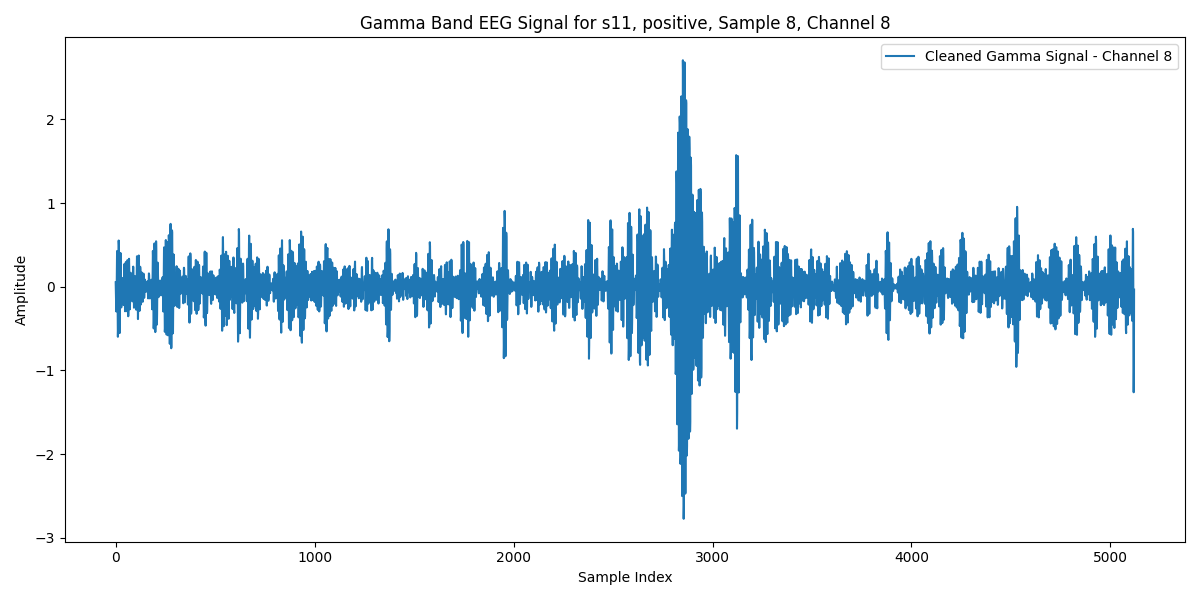 Gamma Band EEG Signal for s11, positive, Sample 8, Channel 8
Cleaned Gamma Signal - Channel 8
Amplitude
2
1
0
−1
−2
−3
0 1000 2000 3000 4000 5000
Sample Index